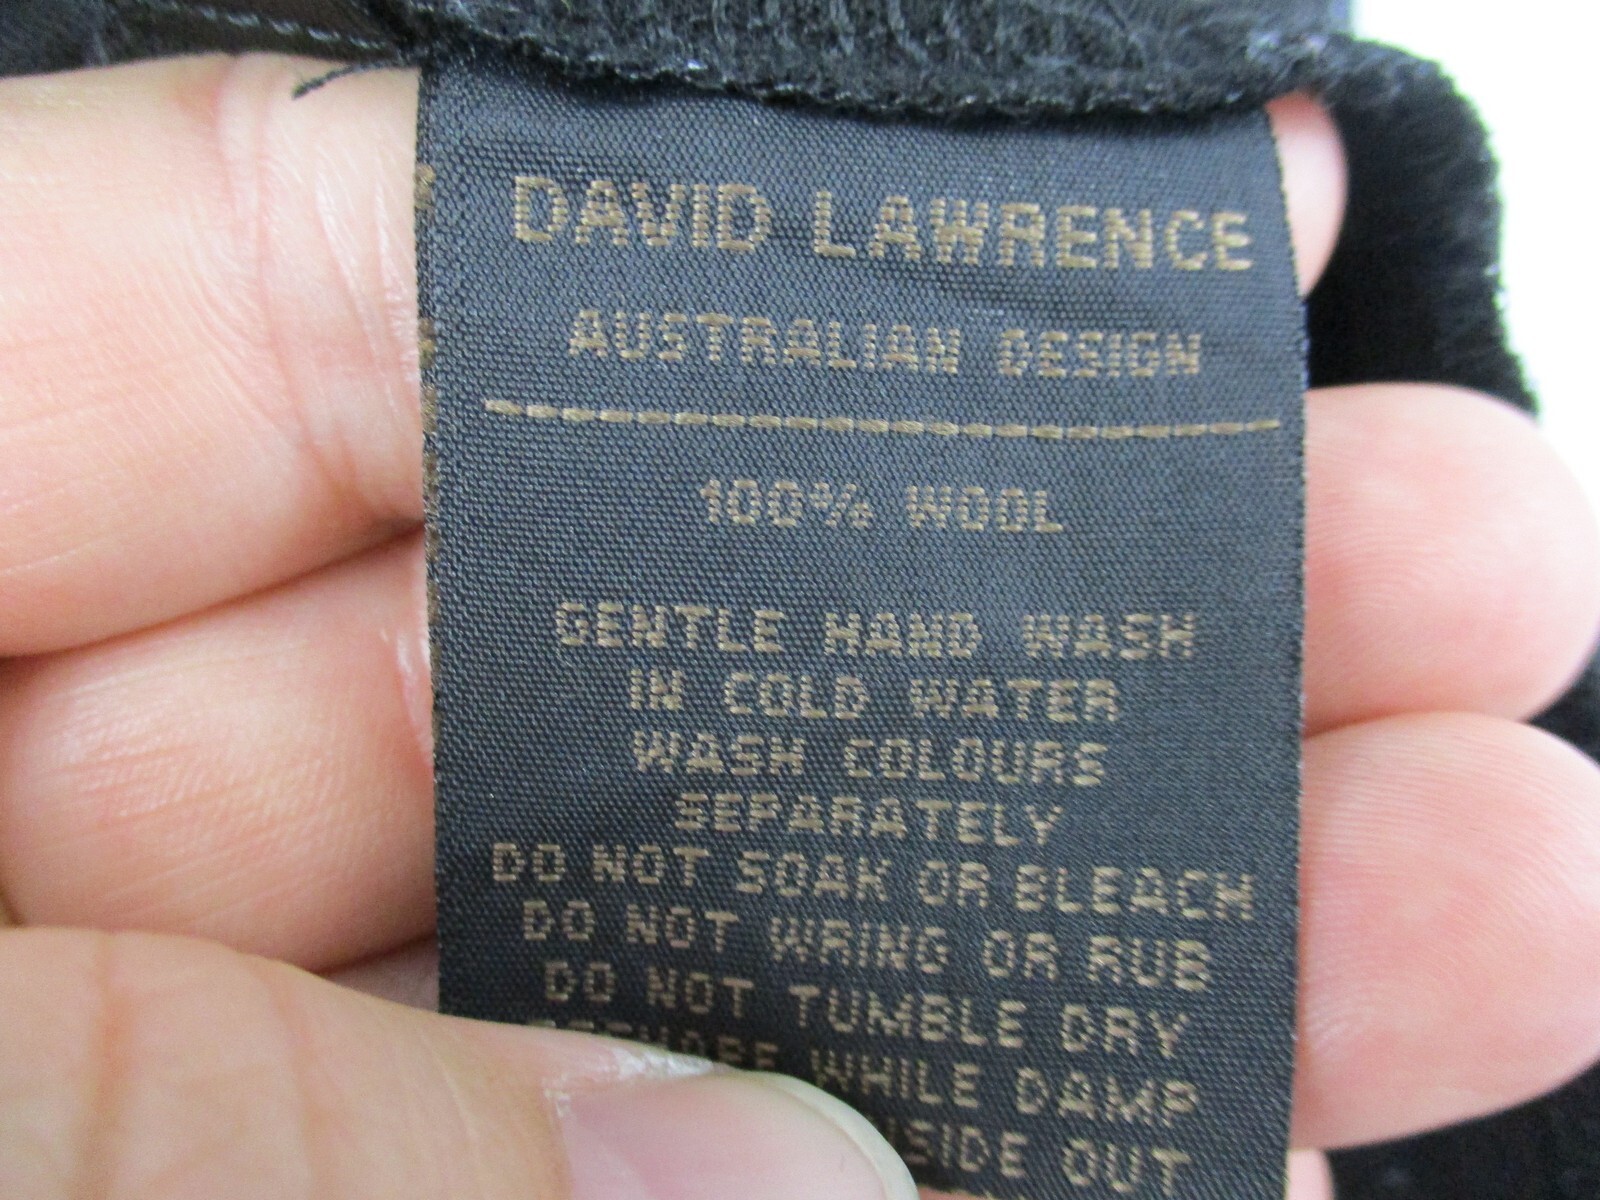 DAVID LAWRENCE
AUSTRALIAN DESIGN
100% WOOL
GENTLE HAND WASH
IN COLD WATER
WASH COLOURS
SEPARATELY
DO NOT SOAK OR BLEACH
DO NOT WRING OR RUB
DO NOT TUMBLE DRY
WHILE DAMP
OUT